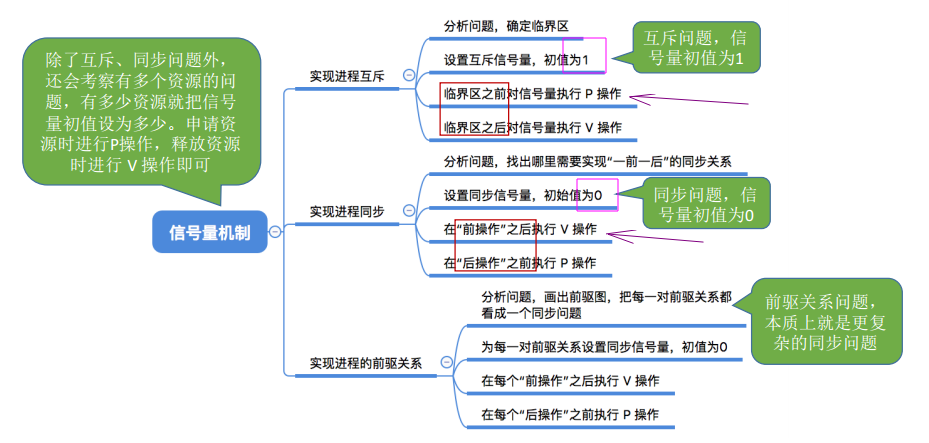 除了互斥、同步问题外，
还会考察有多个资源的问
题，有多少资源就把信号
量初值设为多少。申请资
源时进行P操作，释放资源
时进行 V 操作即可
信号量机制
实现进程互斥
分析问题，确定临界区
设置互斥信号量，初值为1
临界区之前对信号量执行 P 操作
临界区之后对信号量执行 V 操作
互斥问题，信
号量初值为1
实现进程同步
分析问题，找出哪里需要实现“一前一后”的同步关系
设置同步信号量，初始值为0
在“前操作”之后执行 V 操作
在“后操作”之前执行 P 操作
同步问题，信
号量初值为0
实现进程的前驱关系
分析问题，画出前驱图，把每一对前驱关系都
看成一个同步问题
为每一对前驱关系设置同步信号量，初值为0
在每个“前操作”之后执行 V 操作
在每个“后操作”之前执行 P 操作
前驱关系问题，
本质上就是更复
杂的同步问题